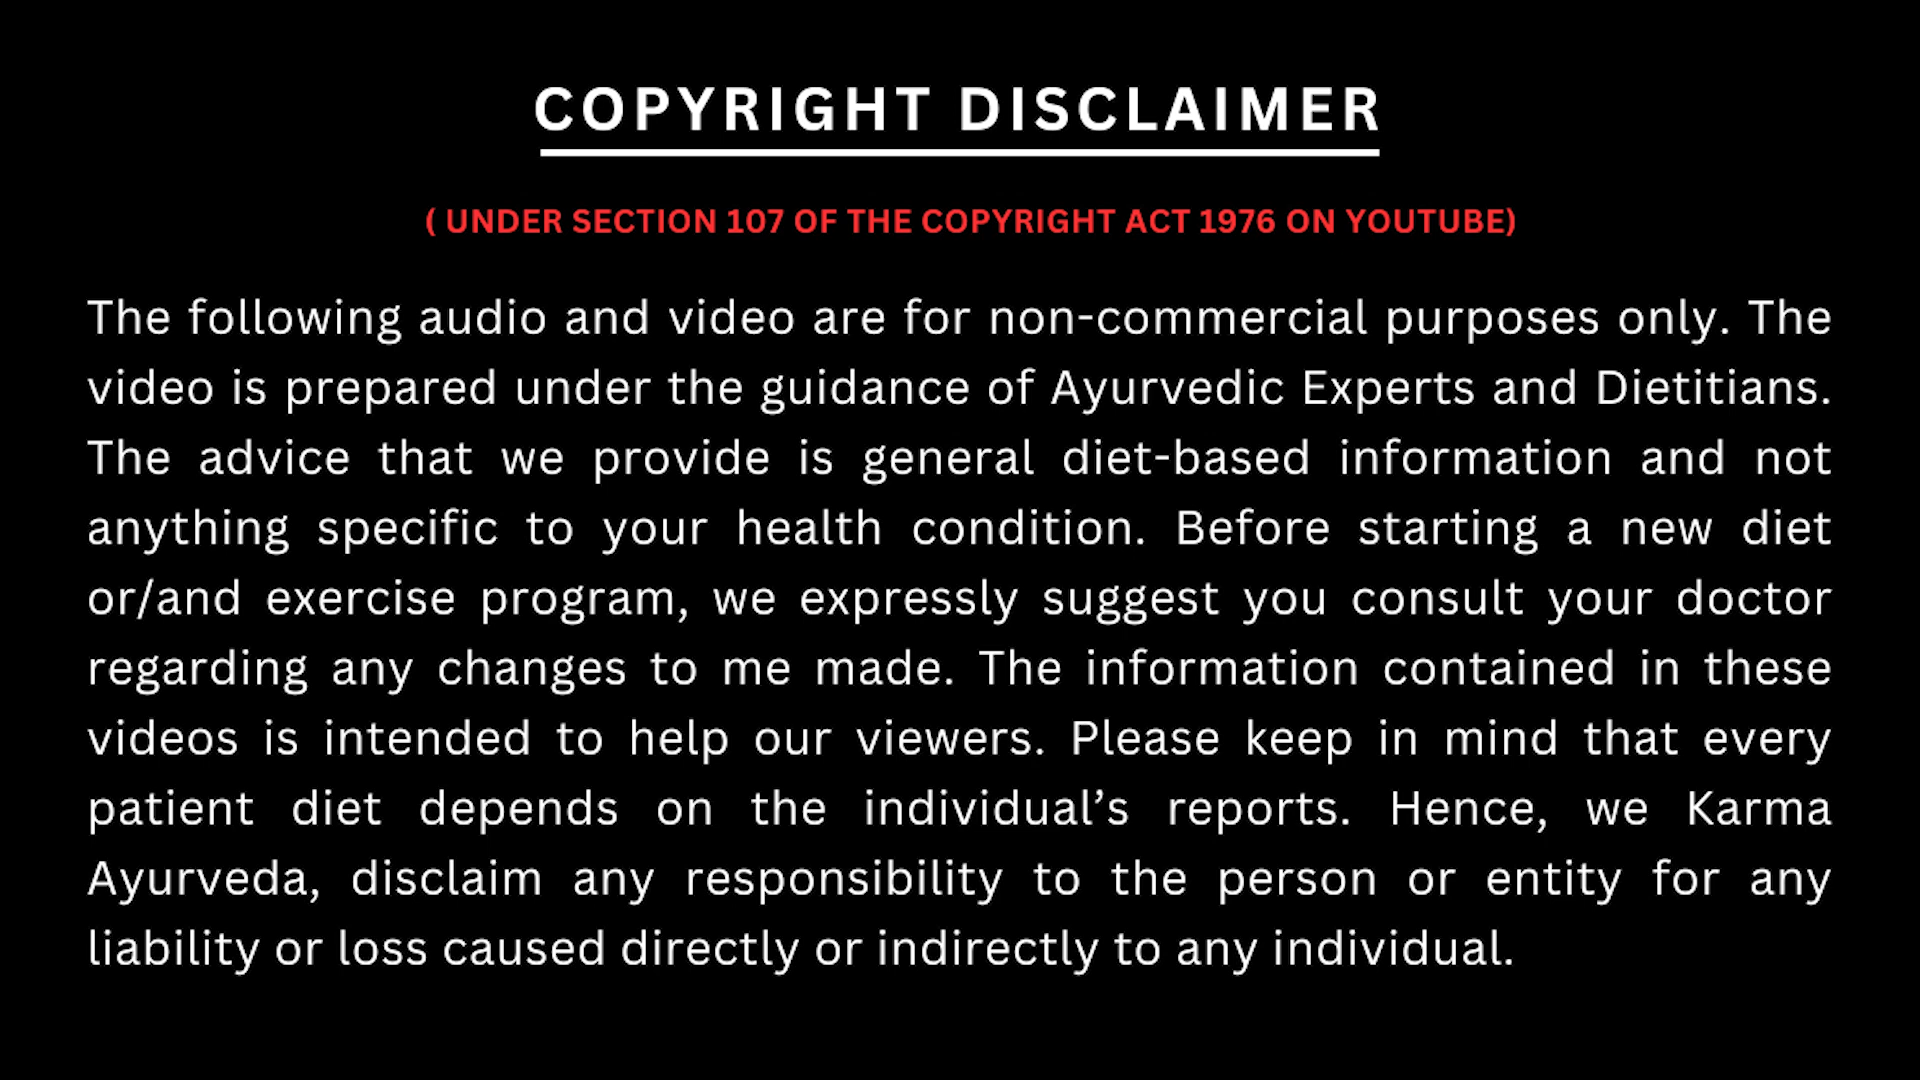 COPYRIGHT DISCLAIMER
( UNDER SECTION 107 OF THE COPYRIGHT ACT 1976 ON YOUTUBE)
The following audio and video are for non-commercial purposes only. The
video is prepared under the guidance of Ayurvedic Experts and Dietitians.
The advice that we provide is general diet-based information and not
anything specific to your health condition. Before starting a new diet
or/and exercise program, we expressly suggest you consult your doctor
regarding any changes to me made. The information contained in these
videos is intended to help our viewers. Please keep in mind that every
patient diet depends on the individual’s reports. Hence, we Karma
Ayurveda, disclaim any responsibility to the person or entity for any
liability or loss caused directly or indirectly to any individual.